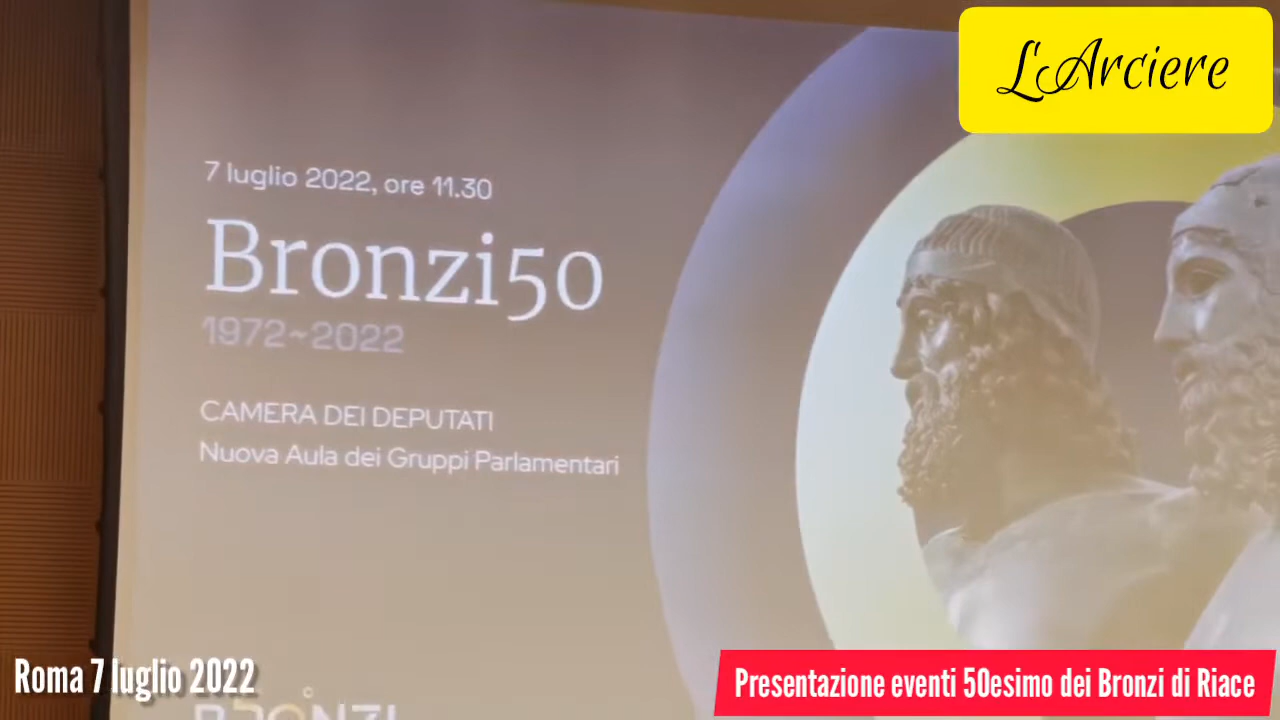 L'Arciere
7 luglio 2022, ore 11.30
Bronzi50
1972~2022
CAMERA DEI DEPUTATI
Nuova Aula dei Gruppi Parlamentari
Roma 7 luglio 2022
Presentazione eventi 50esimo dei Bronzi di Riace